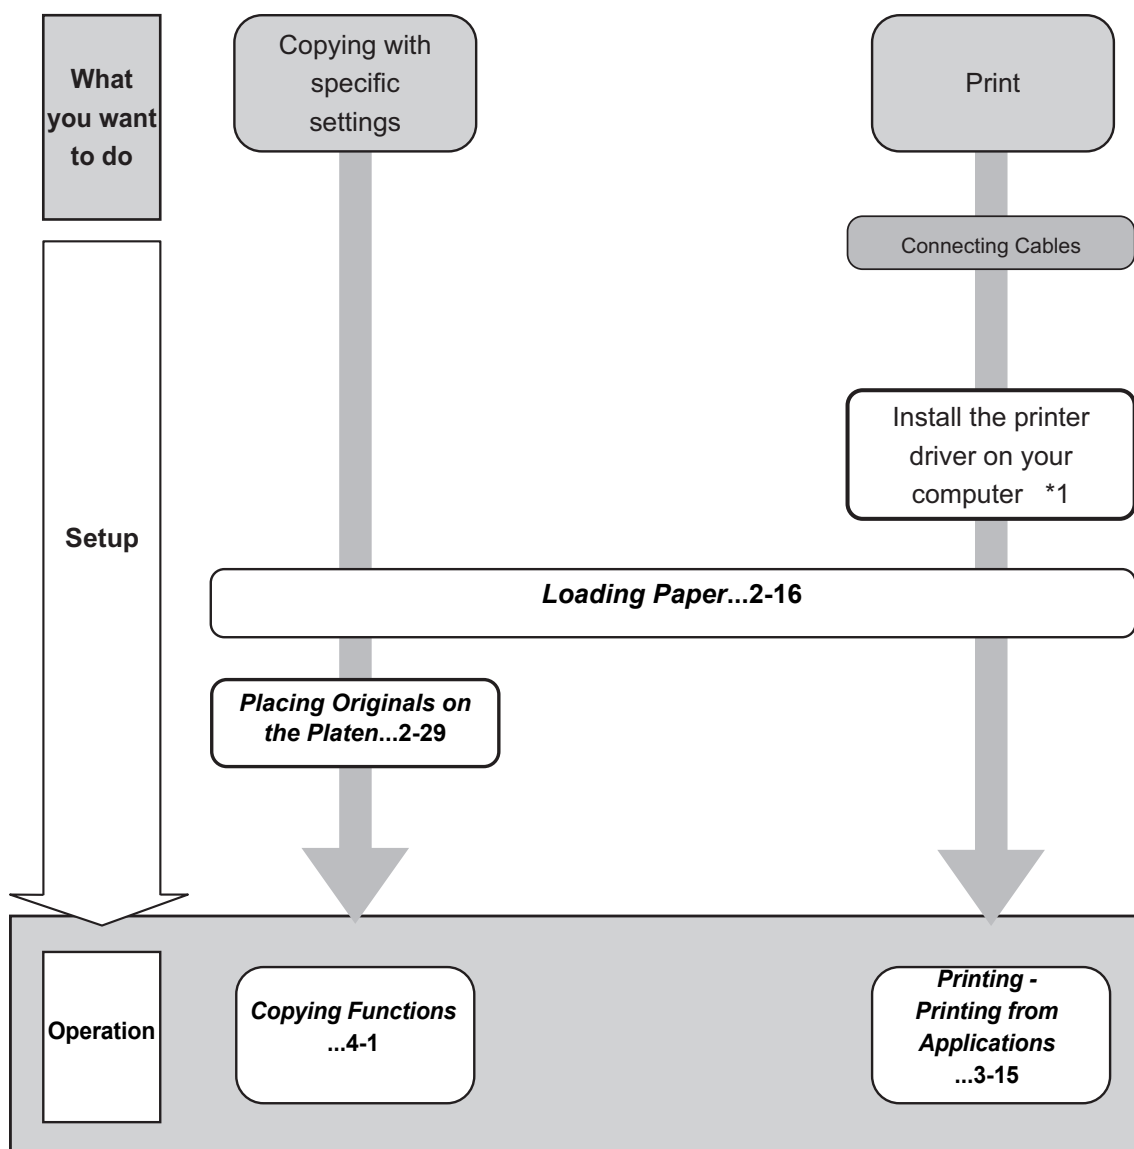 What
you want
to do
Copying with
specific
settings
Print
Connecting Cables
Install the printer
driver on your
computer *1
Setup
Loading Paper...2-16
Placing Originals on
the Platen...2-29
Operation
Copying Functions
...4-1
Printing -
Printing from
Applications
...3-15